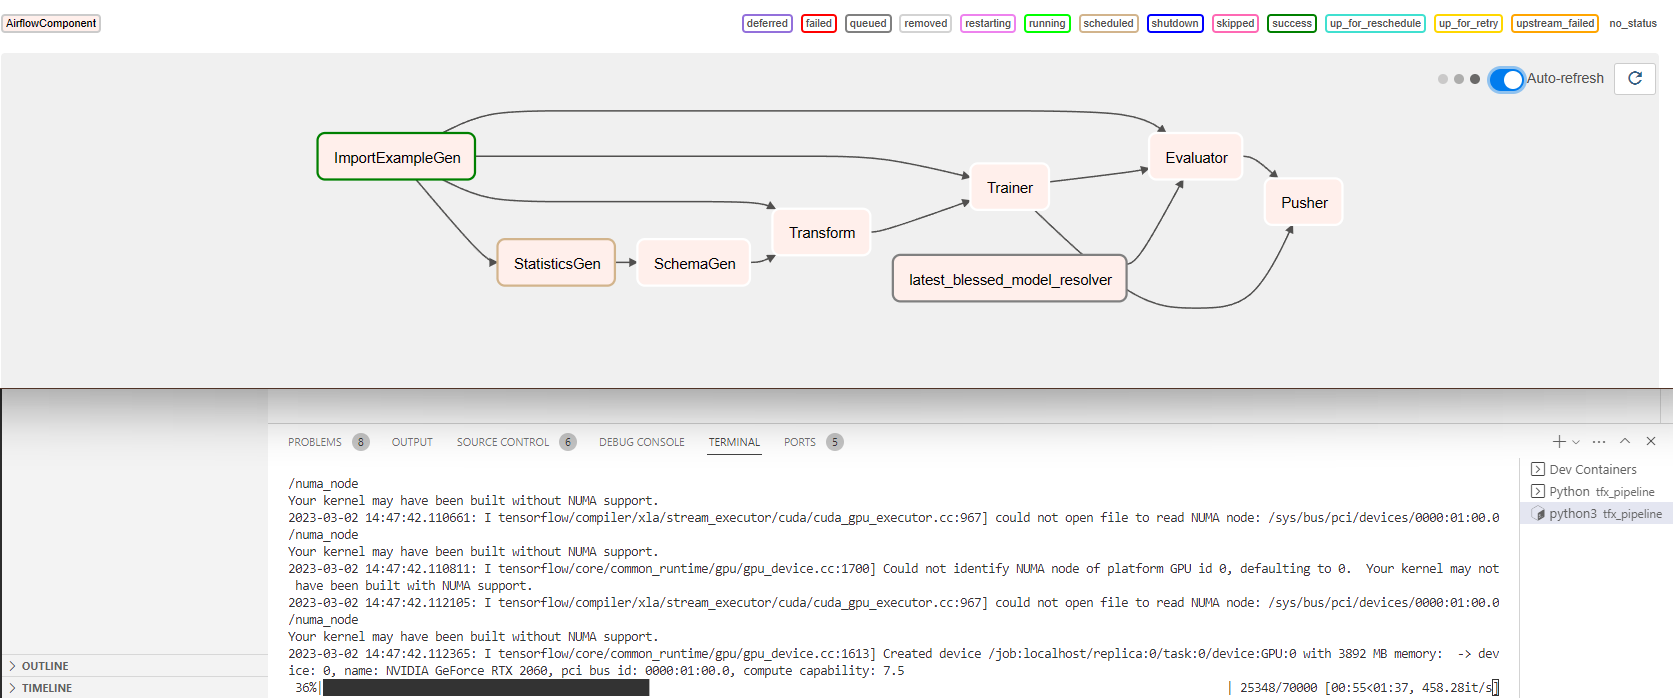 AirflowComponent
deferred failed queued removed restarting running scheduled shutdown skipped success up_for_reschedule up_for_retry upstream_failed no_status
Auto-refresh
ImportExampleGen
Evaluator
Trainer
Pusher
Transform
StatisticsGen
SchemaGen
latest_blessed_model_resolver
PROBLEMS 8 OUTPUT SOURCE CONTROL 6 DEBUG CONSOLE TERMINAL PORTS 5
/numa_node
Your kernel may have been built without NUMA support.
2023-03-02 14:47:42.110661: I tensorflow/compiler/xla/stream_executor/cuda/cuda_gpu_executor.cc:967] could not open file to read NUMA node: /sys/bus/pci/devices/0000:01:00.0
/numa_node
Your kernel may have been built without NUMA support.
2023-03-02 14:47:42.110811: I tensorflow/core/common_runtime/gpu/gpu_device.cc:1700] Could not identify NUMA node of platform GPU id 0, defaulting to 0.  Your kernel may not
have been built with NUMA support.
2023-03-02 14:47:42.112105: I tensorflow/compiler/xla/stream_executor/cuda/cuda_gpu_executor.cc:967] could not open file to read NUMA node: /sys/bus/pci/devices/0000:01:00.0
/numa_node
Your kernel may have been built without NUMA support.
2023-03-02 14:47:42.112365: I tensorflow/core/common_runtime/gpu/gpu_device.cc:1613] Created device /job:localhost/replica:0/task:0/device:GPU:0 with 3892 MB memory:  -> dev
ice: 0, name: NVIDIA GeForce RTX 2060, pci bus id: 0000:01:00.0, compute capability: 7.5
36%| | 25348/70000 [00:55<01:37, 458.28it/s]
Dev Containers
Python tfx_pipeline
python3 tfx_pipeline
OUTLINE
TIMELINE